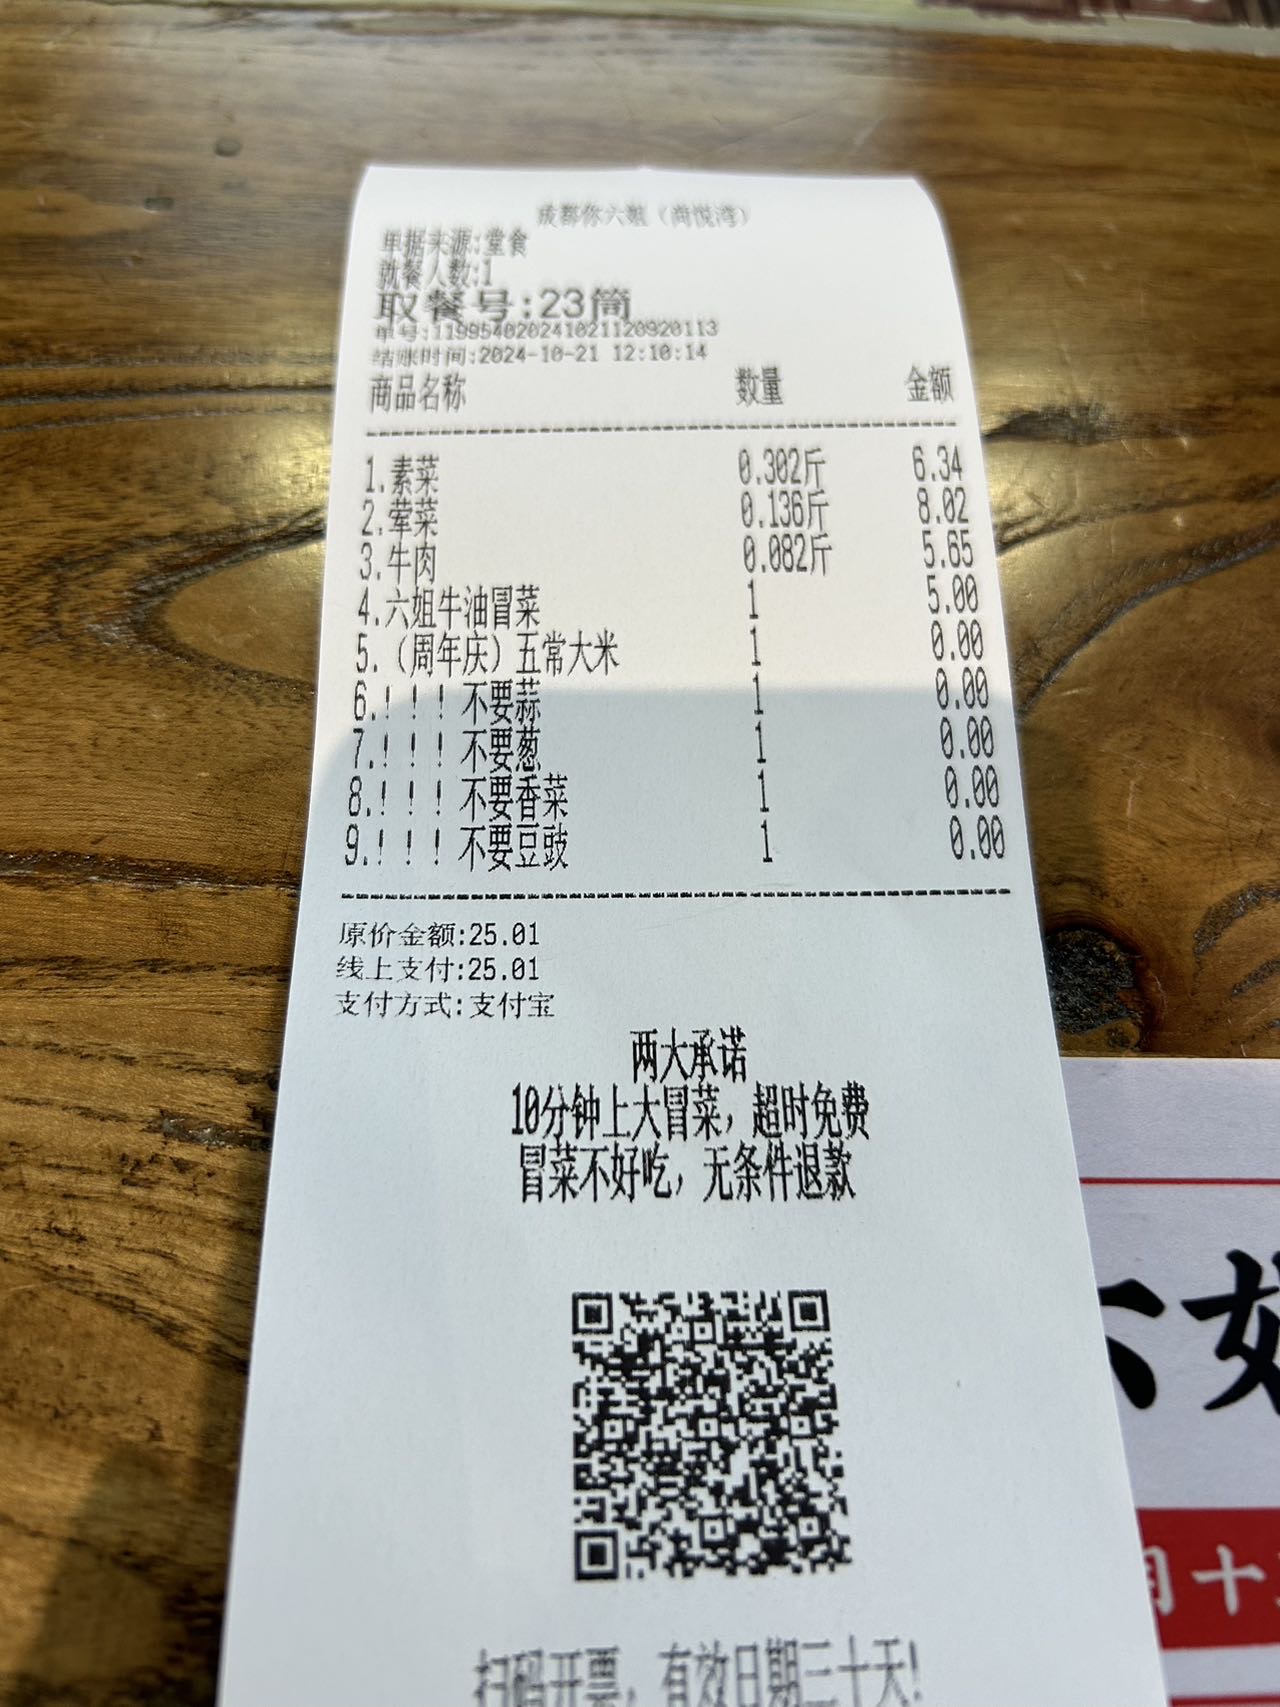 成都你六姐（尚悦湾）
单据来源:堂食
就餐人数:1
取餐号:23筒
单号:119954020241021120920113
结账时间:2024-10-21 12:10:14
商品名称 数量 金额
1.素菜 0.302斤 6.34
2.荤菜 0.136斤 8.02
3.牛肉 0.082斤 5.65
4.六姐牛油冒菜 1 5.00
5.（周年庆）五常大米 1 0.00
6.！！！不要蒜 1 0.00
7.！！！不要葱 1 0.00
8.！！！不要香菜 1 0.00
9.！！！不要豆豉 1 0.00
原价金额:25.01
线上支付:25.01
支付方式:支付宝
两大承诺
10分钟上大冒菜，超时免费
冒菜不好吃，无条件退款
扫码开票，有效日期三十天！
六
十